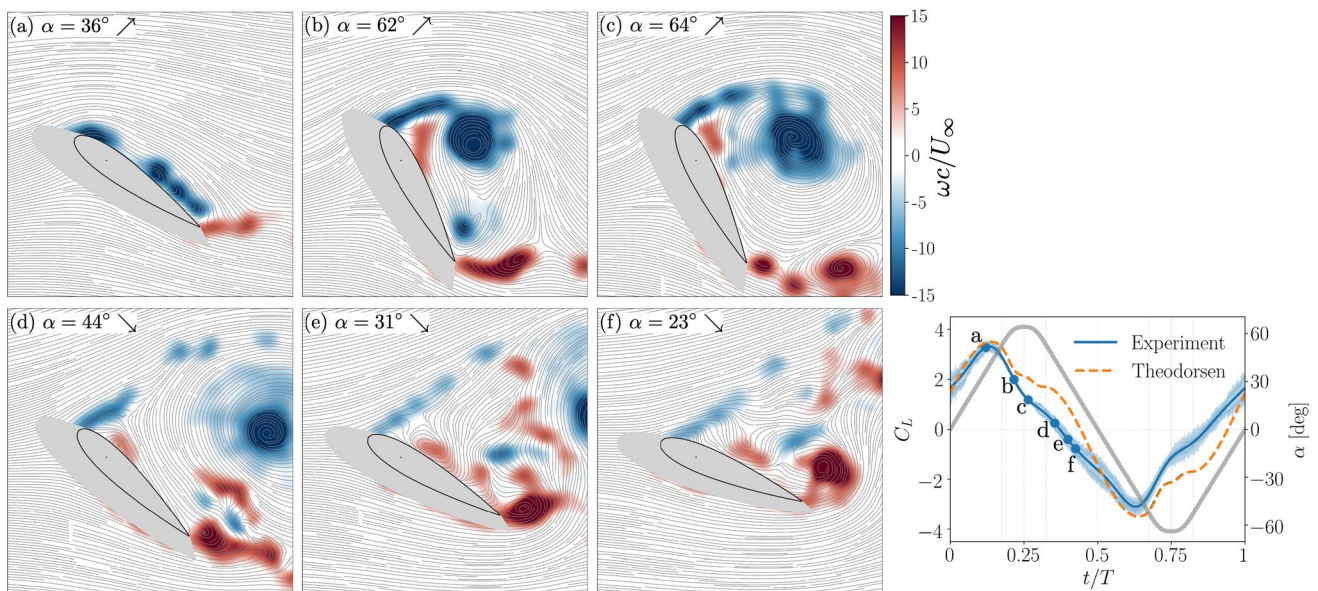 (a) α = 36° ↗
(b) α = 62° ↗
(c) α = 64° ↗
15
10
5
0
-5
-10
-15
ωc/U∞
(d) α = 44° ↘
(e) α = 31° ↘
(f) α = 23° ↘
4
2
0
−2
−4
C_L
a
b
c
d
e
f
Experiment
Theodorsen
60
30
0
−30
−60
α [deg]
0
0.25
0.5
0.75
1
t/T